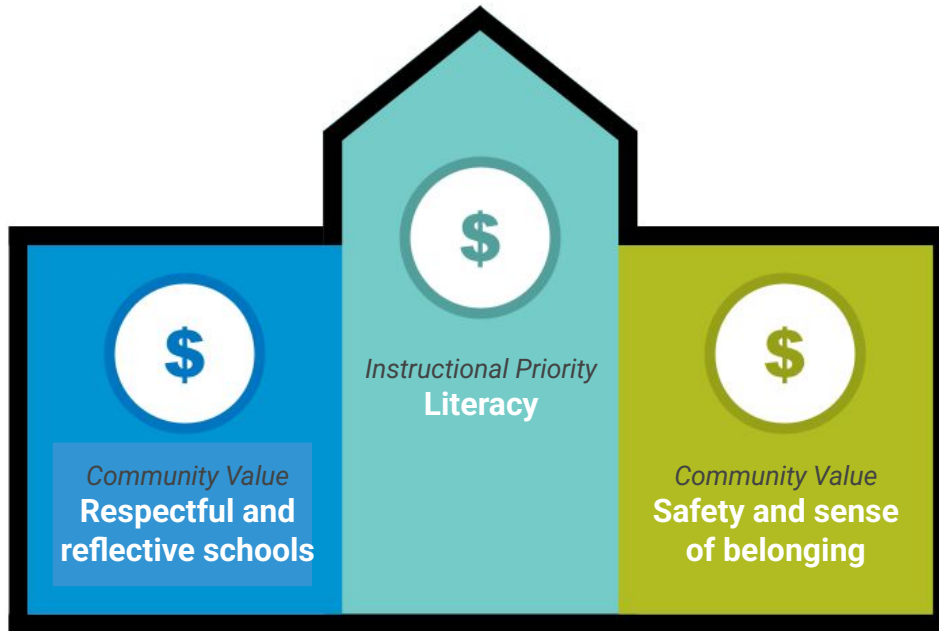 $
Community Value
Respectful and
reflective schools
$
Instructional Priority
Literacy
$
Community Value
Safety and sense
of belonging